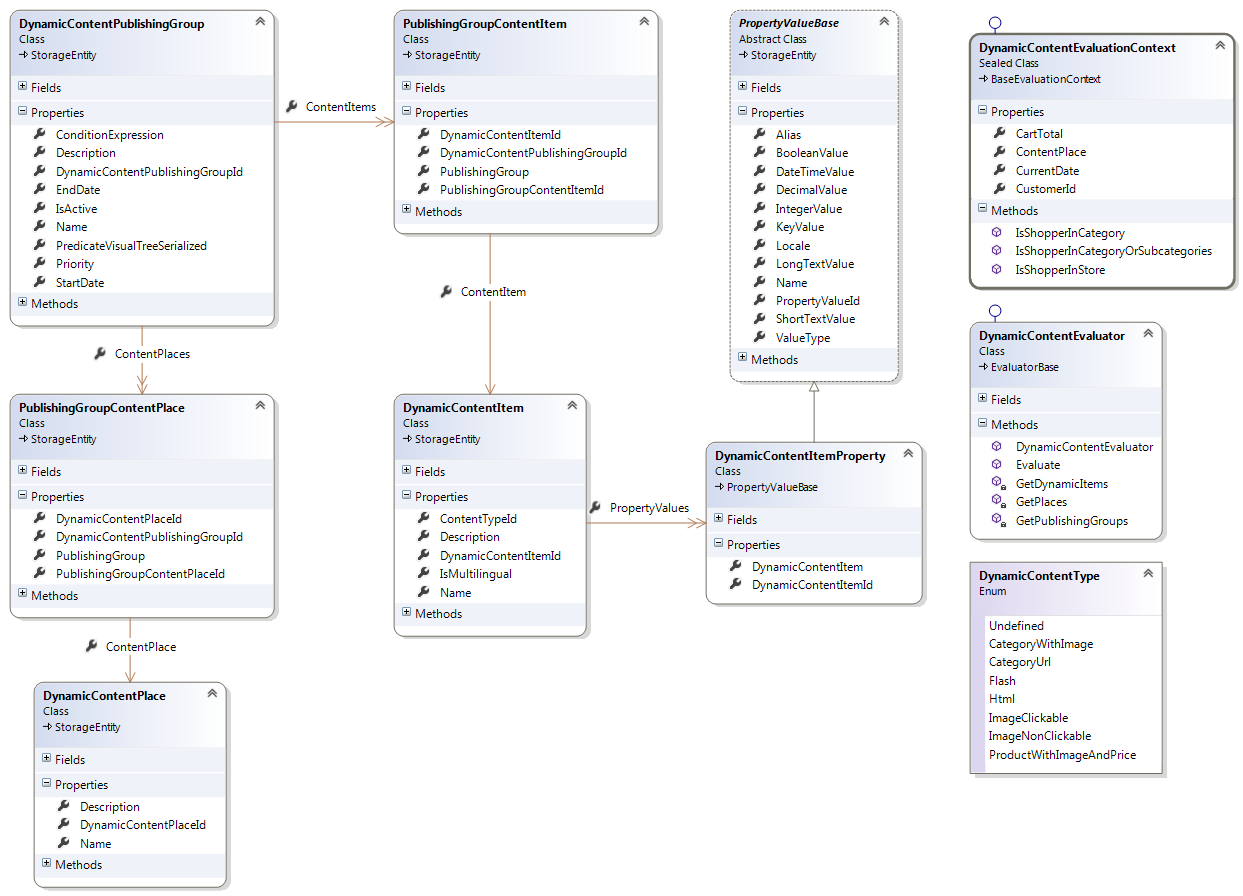 DynamicContentPublishingGroup
Class
StorageEntity
Fields
Properties
ConditionExpression
Description
DynamicContentPublishingGroupId
EndDate
IsActive
Name
PredicateVisualTreeSerialized
Priority
StartDate
Methods
ContentItems
PublishingGroupContentItem
Class
StorageEntity
Fields
Properties
DynamicContentItemId
DynamicContentPublishingGroupId
PublishingGroup
PublishingGroupContentItemId
Methods
PropertyValueBase
Abstract Class
StorageEntity
Fields
Properties
Alias
BooleanValue
DateTimeValue
DecimalValue
IntegerValue
KeyValue
Locale
LongTextValue
Name
PropertyValueId
ShortTextValue
ValueType
Methods
DynamicContentEvaluationContext
Sealed Class
BaseEvaluationContext
Properties
CartTotal
ContentPlace
CurrentDate
CustomerId
Methods
IsShopperInCategory
IsShopperInCategoryOrSubcategories
IsShopperInStore
ContentPlaces
ContentItem
PublishingGroupContentPlace
Class
StorageEntity
Fields
Properties
DynamicContentPlaceId
DynamicContentPublishingGroupId
PublishingGroup
PublishingGroupContentPlaceId
Methods
DynamicContentItem
Class
StorageEntity
Fields
Properties
ContentTypeId
Description
DynamicContentItemId
IsMultilingual
Name
Methods
PropertyValues
DynamicContentItemProperty
Class
PropertyValueBase
Fields
Properties
DynamicContentItem
DynamicContentItemId
DynamicContentEvaluator
Class
EvaluatorBase
Fields
Methods
DynamicContentEvaluator
Evaluate
GetDynamicItems
GetPlaces
GetPublishingGroups
DynamicContentType
Enum
Undefined
CategoryWithImage
CategoryUrl
Flash
Html
ImageClickable
ImageNonClickable
ProductWithImageAndPrice
ContentPlace
DynamicContentPlace
Class
StorageEntity
Fields
Properties
Description
DynamicContentPlaceId
Name
Methods